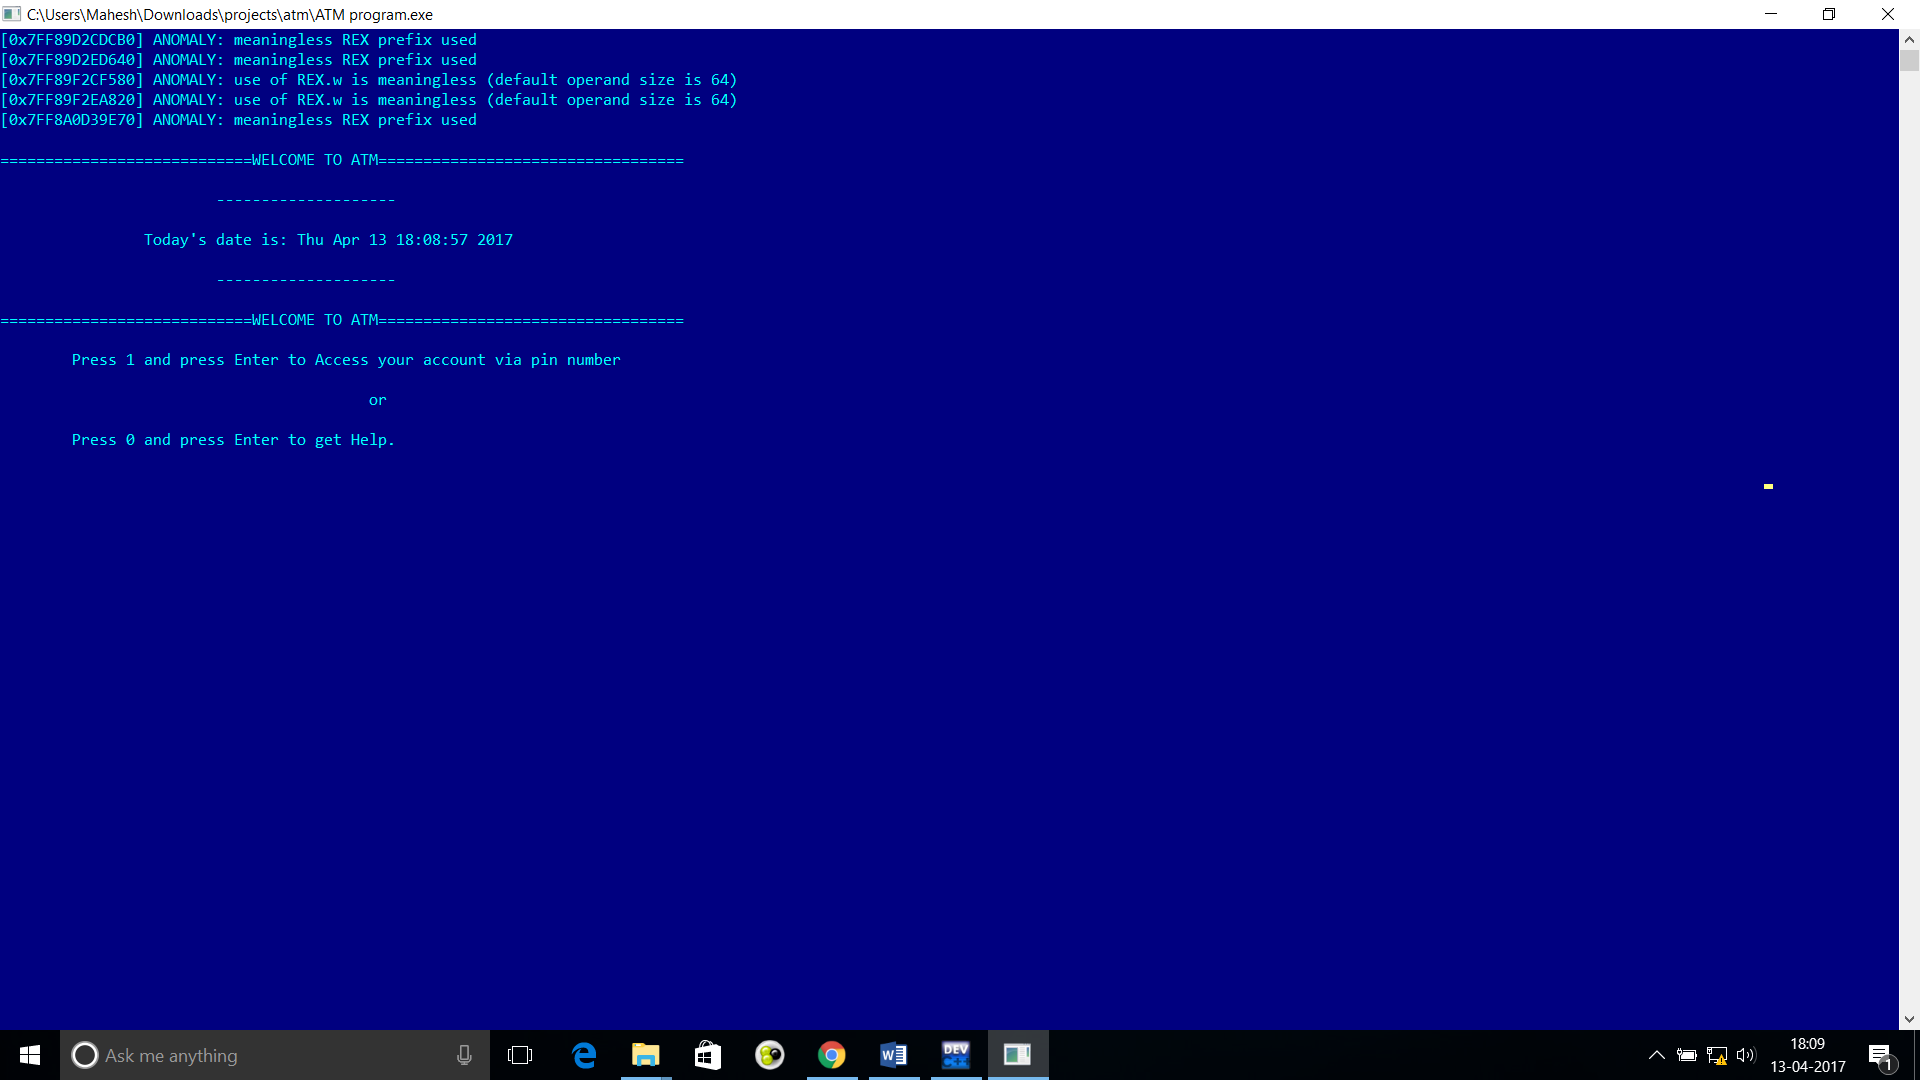 C:\Users\Mahesh\Downloads\projects\atm\ATM program.exe
[0x7FF89D2CDCB0] ANOMALY: meaningless REX prefix used
[0x7FF89D2ED640] ANOMALY: meaningless REX prefix used
[0x7FF89F2CF580] ANOMALY: use of REX.w is meaningless (default operand size is 64)
[0x7FF89F2EA820] ANOMALY: use of REX.w is meaningless (default operand size is 64)
[0x7FF8A0D39E70] ANOMALY: meaningless REX prefix used
============================WELCOME TO ATM==================================
--------------------
Today's date is: Thu Apr 13 18:08:57 2017
--------------------
============================WELCOME TO ATM==================================
Press 1 and press Enter to Access your account via pin number
or
Press 0 and press Enter to get Help.
Ask me anything
W
DEV
C++
18:09
13-04-2017
1